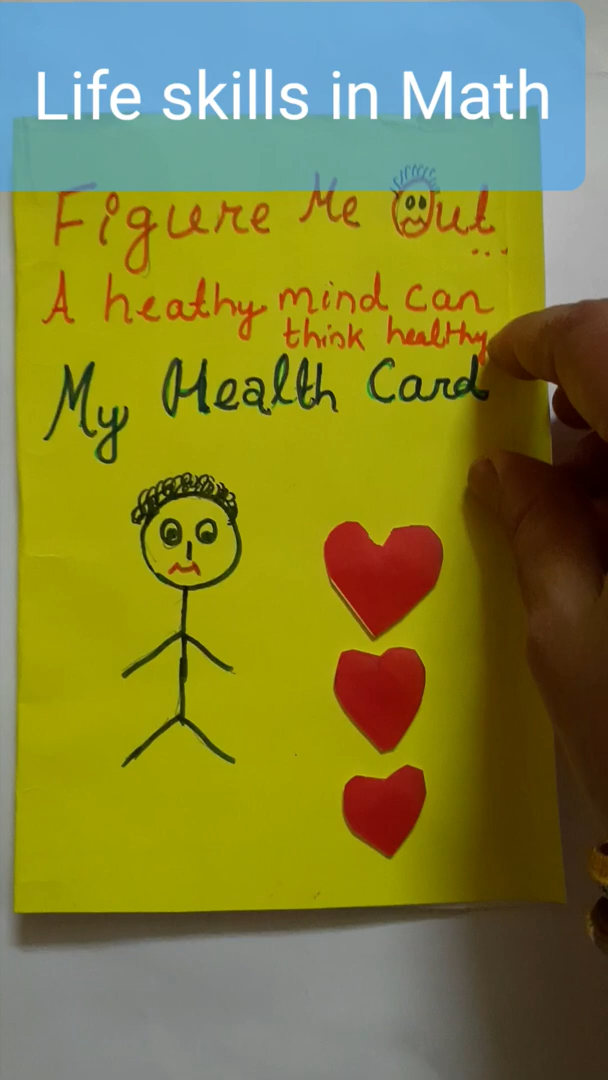 Life skills in Math
Figure Me Out
...
A heathy mind can
think healthy
My Health Card